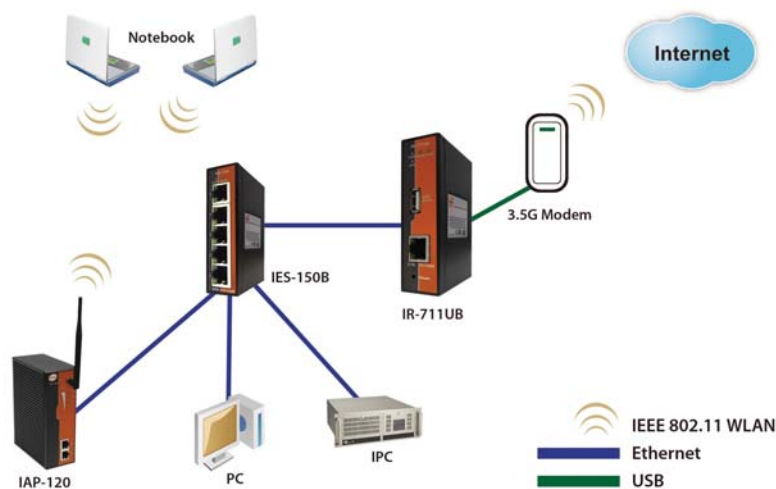 Notebook
Internet
3.5G Modem
IES-150B
IR-711UB
IAP-120
PC
IPC
IEEE 802.11 WLAN
Ethernet
USB